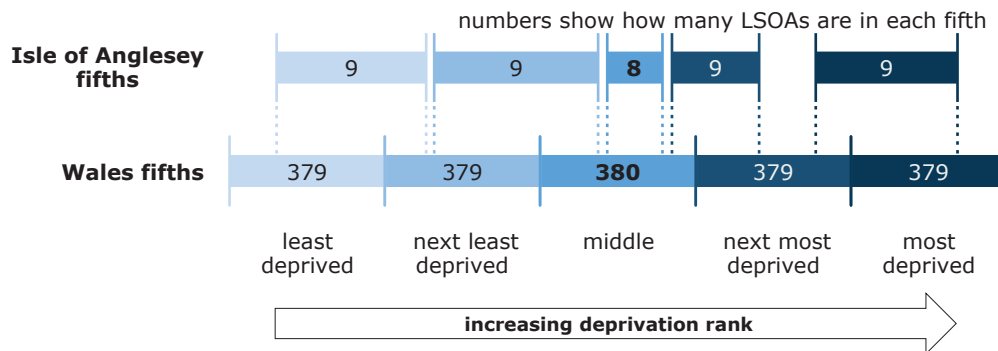 numbers show how many LSOAs are in each fifth
Isle of Anglesey
fifths
9 9 8 9 9
Wales fifths
379 379 380 379 379
least
deprived
next least
deprived
middle
next most
deprived
most
deprived
increasing deprivation rank